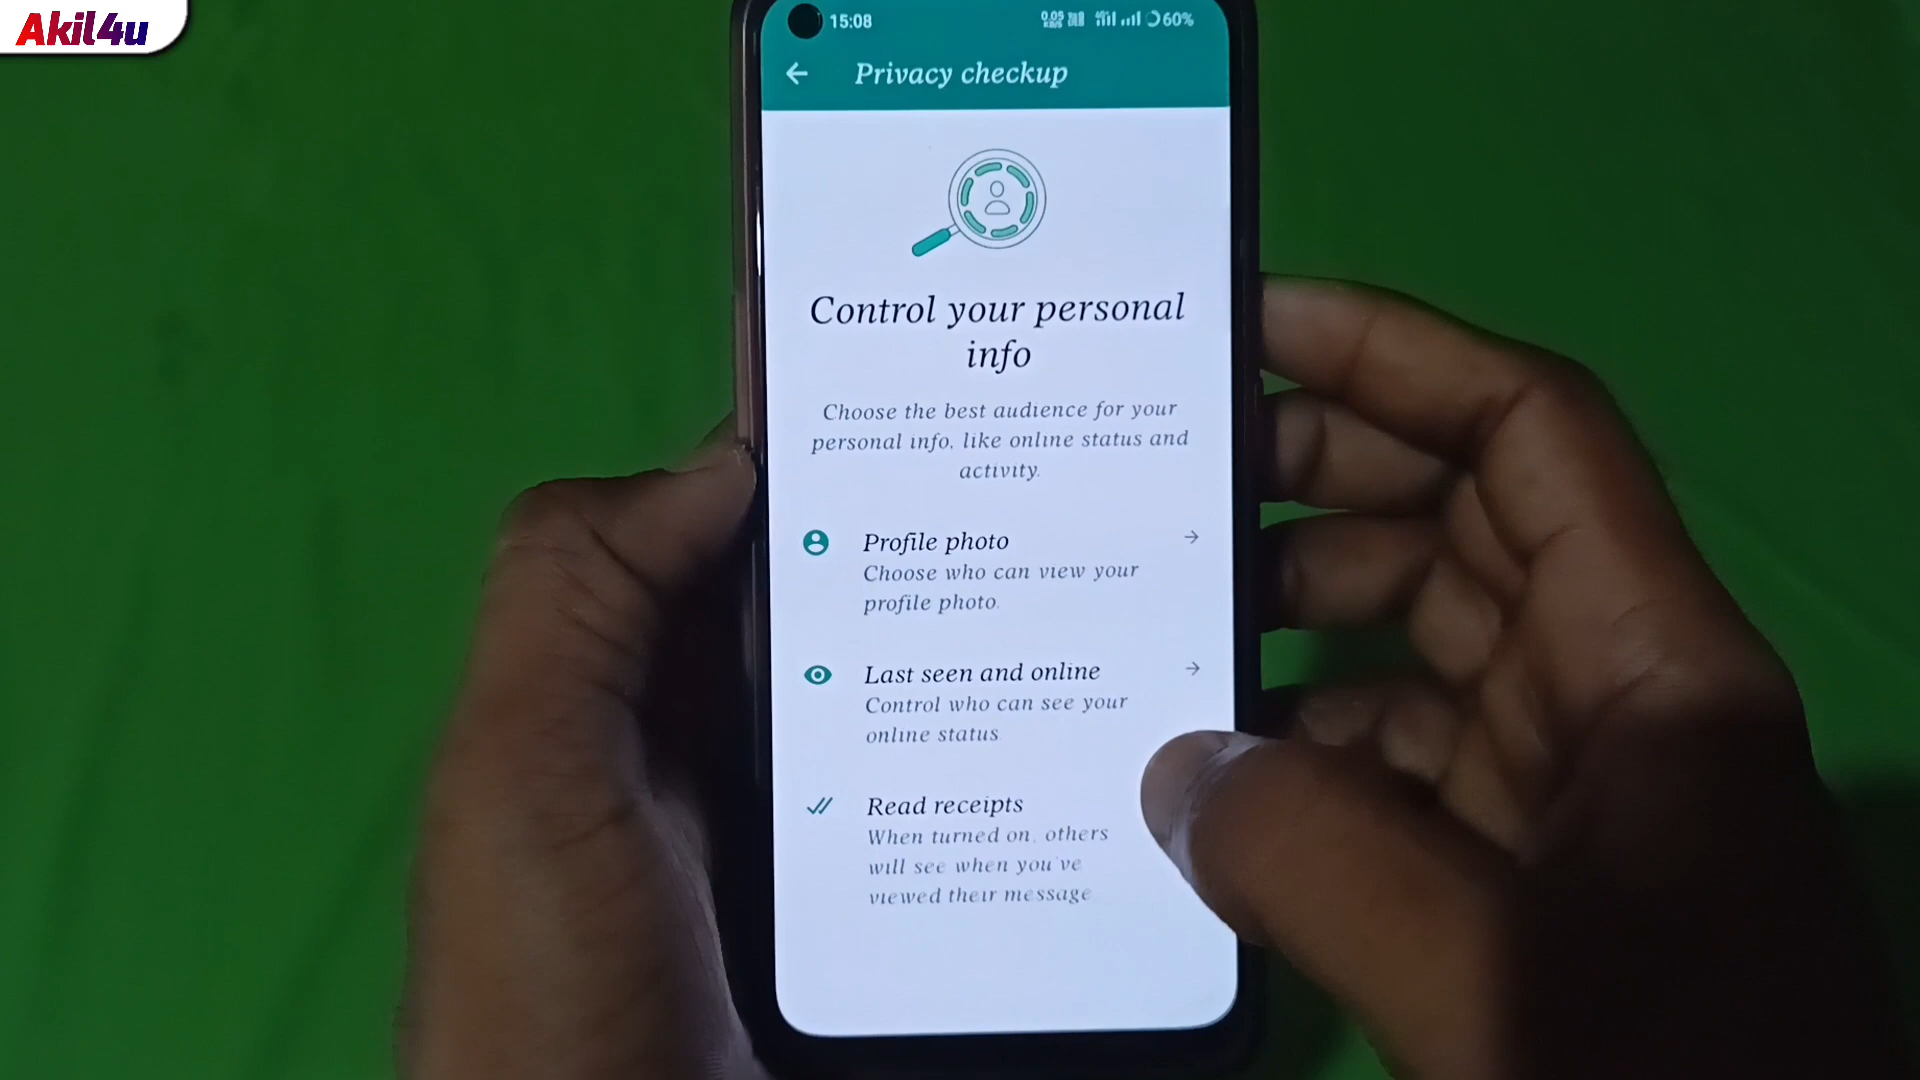 Akil4u
15:08
60%
Privacy checkup
Control your personal
info
Choose the best audience for your
personal info, like online status and
activity.
Profile photo
Choose who can view your
profile photo.
Last seen and online
Control who can see your
online status.
Read receipts
When turned on, others
will see when you've
viewed their message